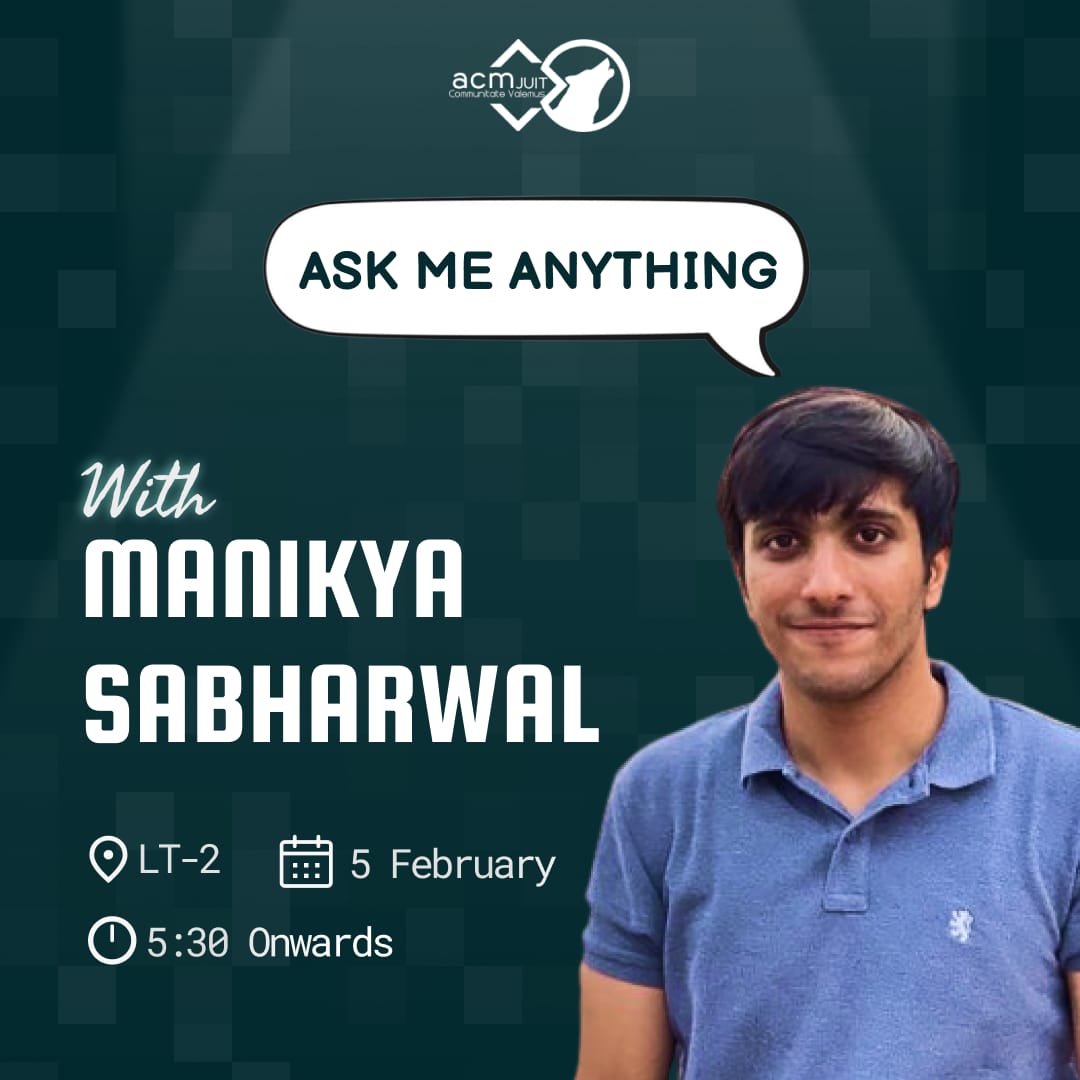 acm JUIT
Communitate Valemus
ASK ME ANYTHING
With
MANIKYA
SABHARWAL
LT-2
5 February
5:30 Onwards